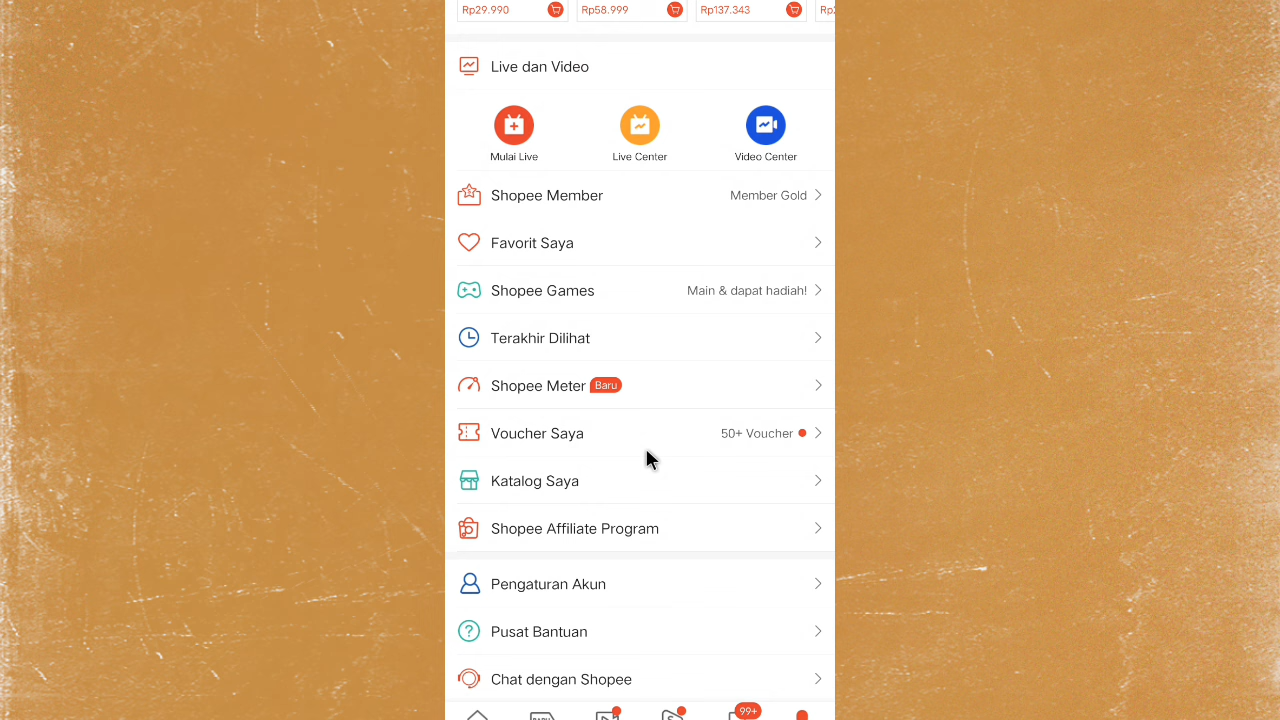 Rp29.990 Rp58.999 Rp137.343
Live dan Video
Mulai Live Live Center Video Center
Shopee Member Member Gold
Favorit Saya
Shopee Games Main & dapat hadiah!
Terakhir Dilihat
Shopee Meter Baru
Voucher Saya 50+ Voucher
Katalog Saya
Shopee Affiliate Program
Pengaturan Akun
Pusat Bantuan
Chat dengan Shopee
99+